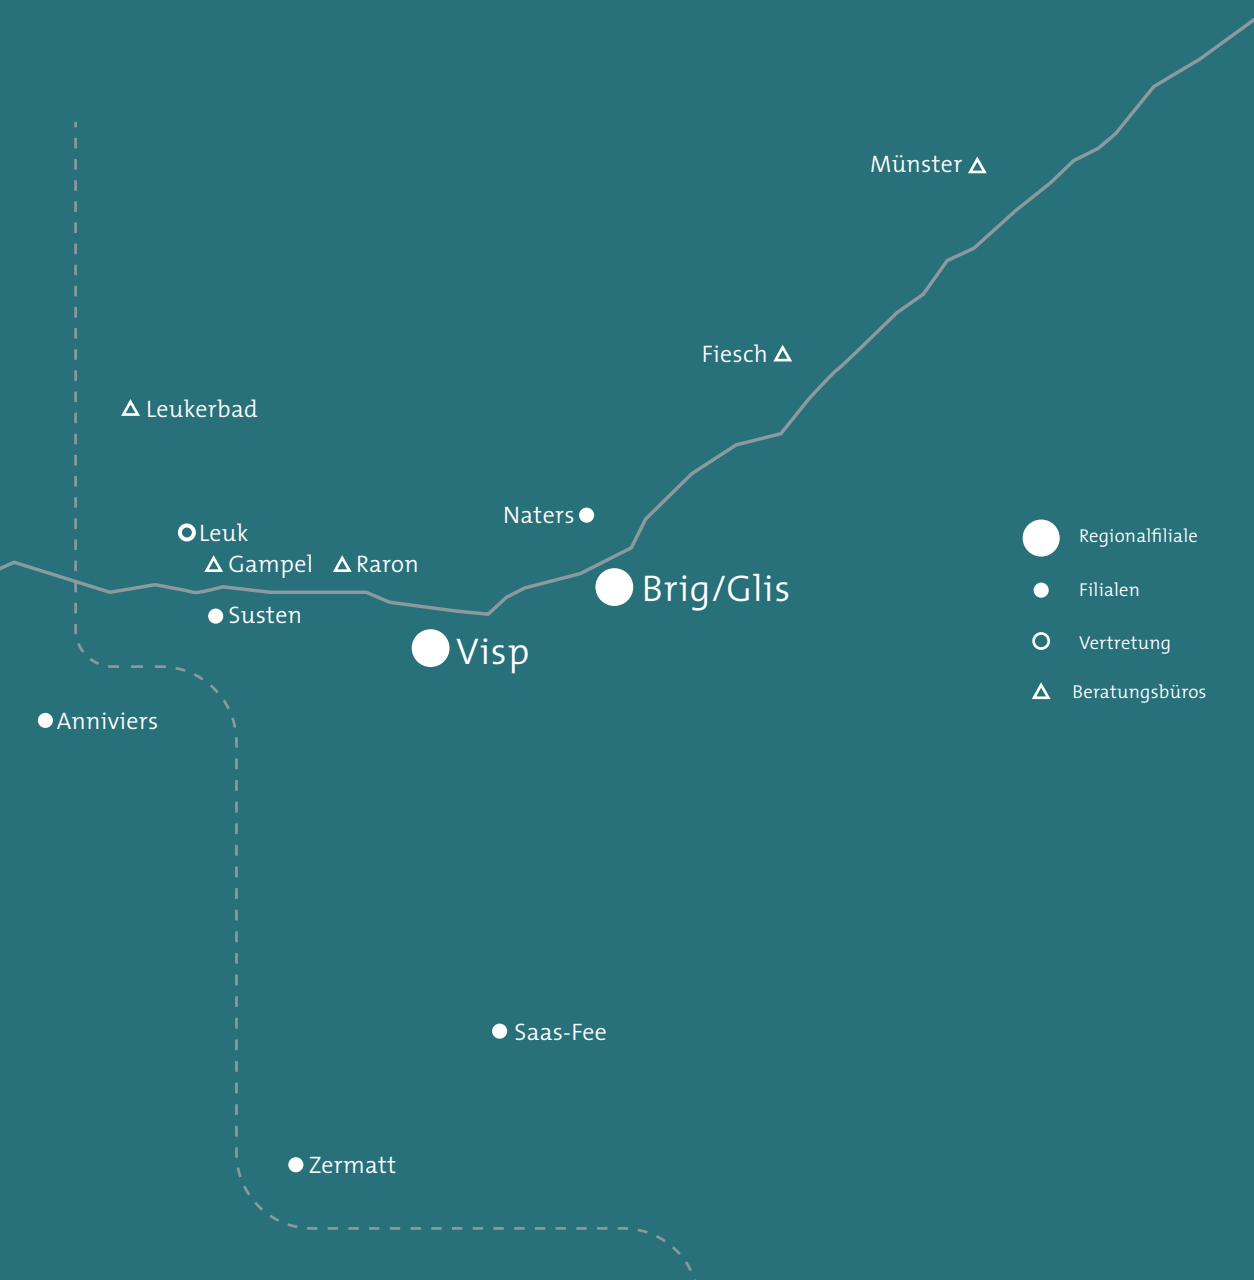 Münster
Fiesch
Leukerbad
Naters
Leuk
Gampel
Raron
Brig/Glis
Susten
Visp
Anniviers
Saas-Fee
Zermatt
Regionalfiliale
Filialen
Vertretung
Beratungsbüros